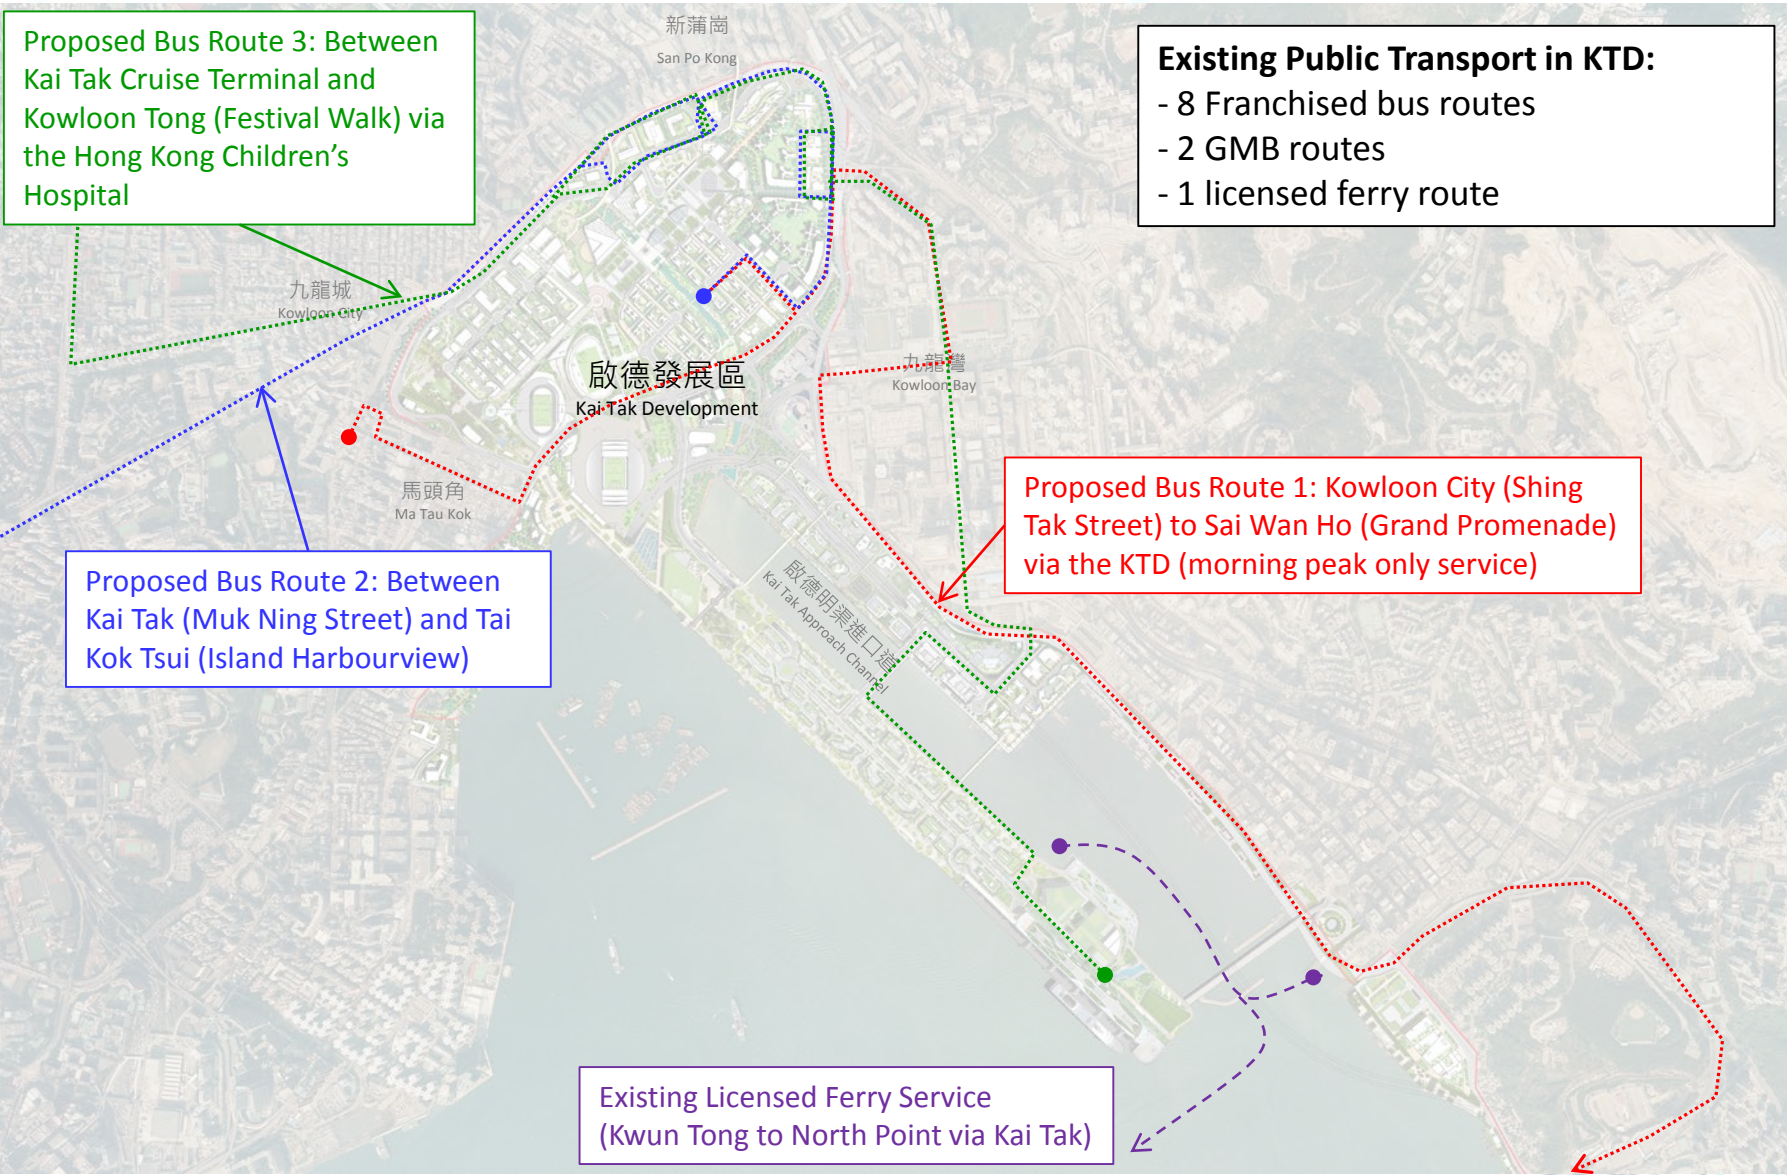 Proposed Bus Route 3: Between
Kai Tak Cruise Terminal and
Kowloon Tong (Festival Walk) via
the Hong Kong Children's
Hospital
新蒲崗
San Po Kong
Existing Public Transport in KTD:
- 8 Franchised bus routes
- 2 GMB routes
- 1 licensed ferry route
九龍城
Kowloon City
啟德發展區
Kai Tak Development
九龍灣
Kowloon Bay
馬頭角
Ma Tau Kok
Proposed Bus Route 1: Kowloon City (Shing
Tak Street) to Sai Wan Ho (Grand Promenade)
via the KTD (morning peak only service)
Proposed Bus Route 2: Between
Kai Tak (Muk Ning Street) and Tai
Kok Tsui (Island Harbourview)
啟德明渠進口道
Kai Tak Approach Channel
Existing Licensed Ferry Service
(Kwun Tong to North Point via Kai Tak)